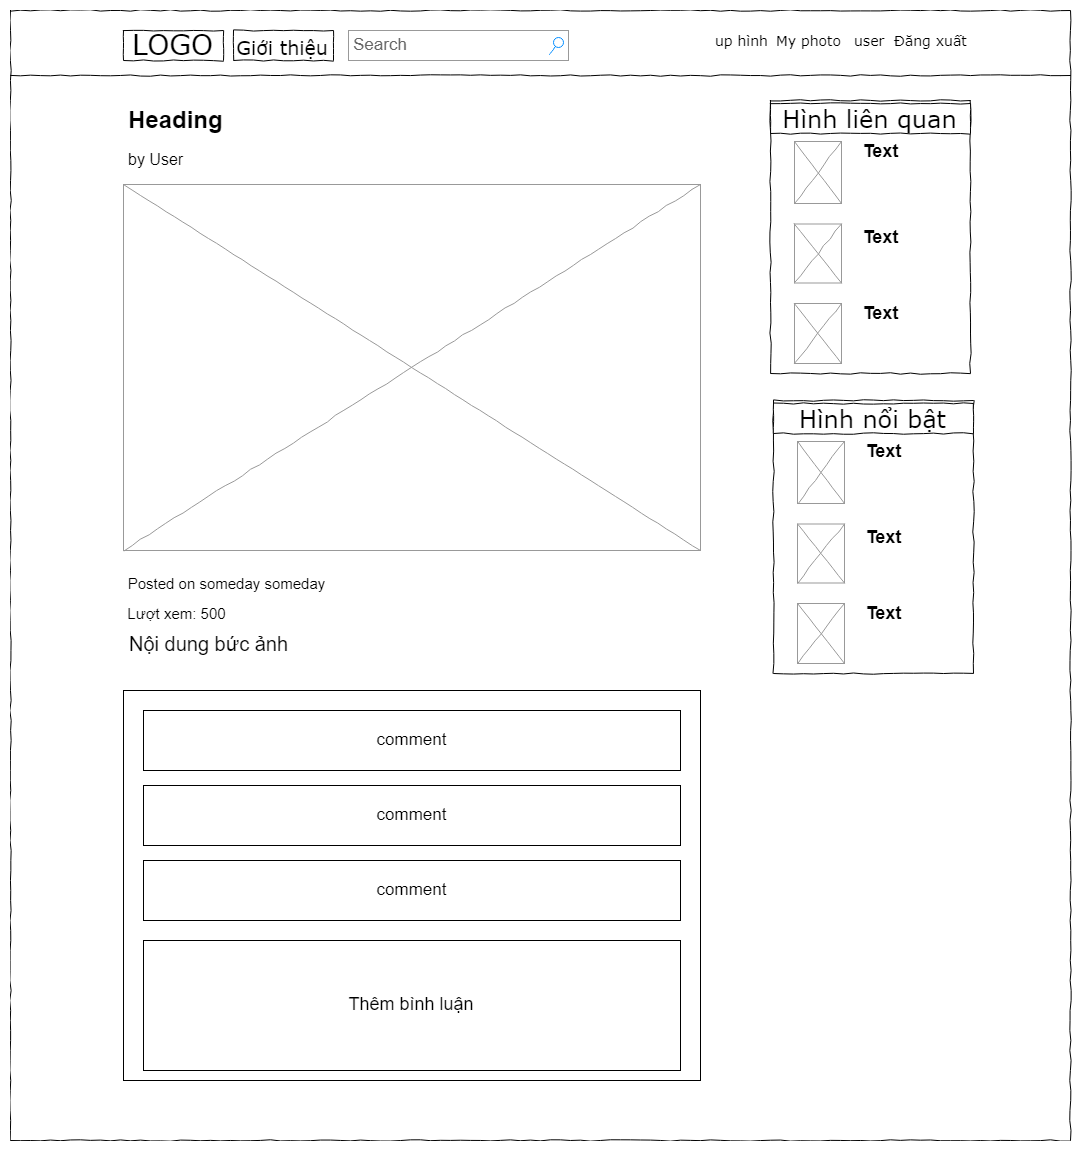 LOGO
Giới thiệu
Search
up hình My photo user Đăng xuất
Heading
by User
Posted on someday someday
Lượt xem: 500
Nội dung bức ảnh
comment
comment
comment
Thêm bình luận
Hình liên quan
Text
Text
Text
Hình nổi bật
Text
Text
Text